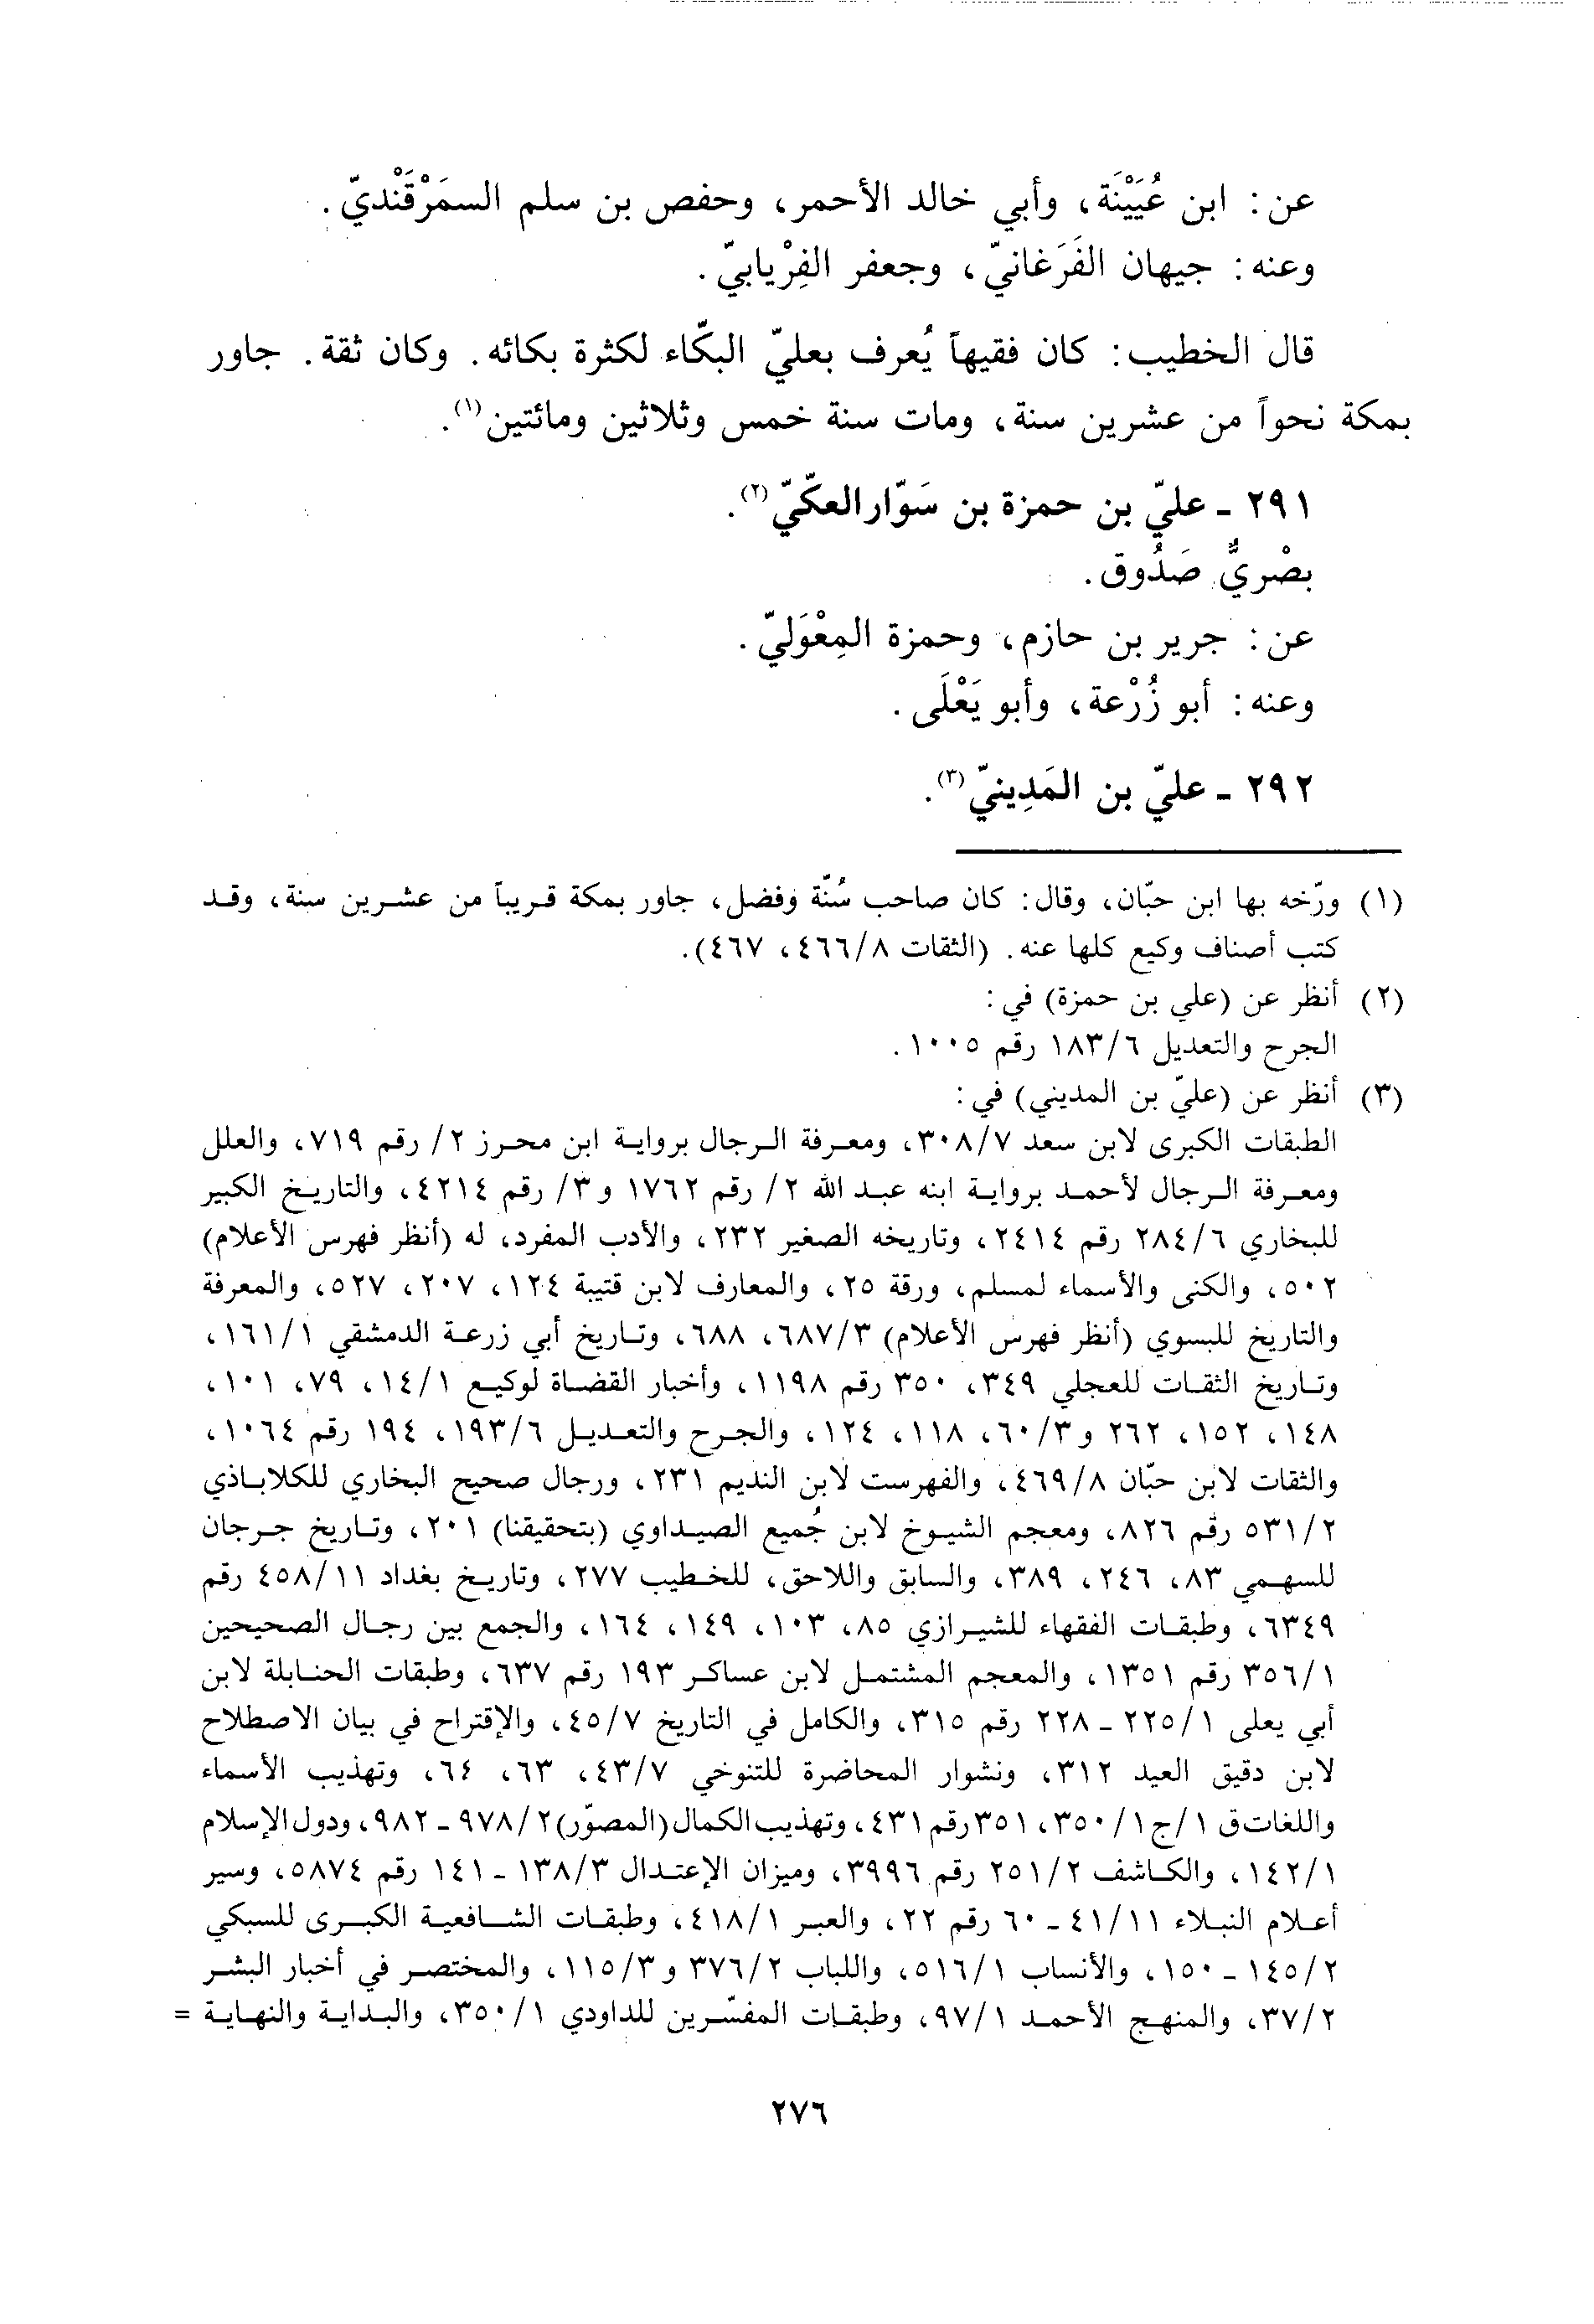 عن: ابن عُيَيْنَة، وأبي خالد الأحمر، وحفص بن سلم السمَرْقَنْديّ.
وعنه: جيهان الفَرَغانيّ، وجعفر الفِرْيابيّ.
قال الخطيب: كان فقيهاً يُعرف بعليّ البكّاء لكثرة بكائه. وكان ثقة. جاور
بمكة نحواً من عشرين سنة، ومات سنة خمس وثلاثين ومائتين(١).
٢٩١ - عليّ بن حمزة بن سَوّار العكّيّ(٢).
بصْريٌّ صَدُوق.
عن: جرير بن حازم، وحمزة المِعْوَليّ.
وعنه: أبو زُرْعة، وأبو يَعْلَى.
٢٩٢ - عليّ بن المَدِينيّ(٣).
(١) ورّخه بها ابن حبّان، وقال: كان صاحب سُنّة وفضل، جاور بمكة قريباً من عشرين سنة، وقد
كتب أصناف وكيع كلها عنه. (الثقات ٤٦٦/٨، ٤٦٧).
(٢) أنظر عن (علي بن حمزة) في:
الجرح والتعديل ١٨٣/٦ رقم ١٠٠٥.
(٣) أنظر عن (عليّ بن المديني) في:
الطبقات الكبرى لابن سعد ٣٠٨/٧، ومعرفة الرجال برواية ابن محرز ٢/ رقم ٧١٩، والعلل
ومعرفة الرجال لأحمد برواية ابنه عبد الله ٢/ رقم ١٧٦٢ و ٣/ رقم ٤٢١٤، والتاريخ الكبير
للبخاري ٢٨٤/٦ رقم ٢٤١٤، وتاريخه الصغير ٢٣٢، والأدب المفرد، له (أنظر فهرس الأعلام)
٥٠٢، والكنى والأسماء لمسلم، ورقة ٢٥، والمعارف لابن قتيبة ١٢٤، ٢٠٧، ٥٢٧، والمعرفة
والتاريخ للبسوي (أنظر فهرس الأعلام) ٦٨٧/٣، ٦٨٨، وتاريخ أبي زرعة الدمشقي ١٦١/١،
وتاريخ الثقات للعجلي ٣٤٩، ٣٥٠ رقم ١١٩٨، وأخبار القضاة لوكيع ١٤/١، ٧٩، ١٠١،
١٤٨، ١٥٢، ٢٦٢ و ٦٠/٣، ١١٨، ١٢٤، والجرح والتعديل ١٩٣/٦، ١٩٤ رقم ١٠٦٤،
والثقات لابن حبّان ٤٦٩/٨، والفهرست لابن النديم ٢٣١، ورجال صحيح البخاري للكلاباذي
٥٣١/٢ رقم ٨٢٦، ومعجم الشيوخ لابن جُميع الصيداوي (بتحقيقنا) ٢٠١، وتاريخ جرجان
للسهمي ٨٣، ٢٤٦، ٣٨٩، والسابق واللاحق، للخطيب ٢٧٧، وتاريخ بغداد ٤٥٨/١١ رقم
٦٣٤٩، وطبقات الفقهاء للشيرازي ٨٥، ١٠٣، ١٤٩، ١٦٤، والجمع بين رجال الصحيحين
٣٥٦/١ رقم ١٣٥١، والمعجم المشتمل لابن عساكر ١٩٣ رقم ٦٣٧، وطبقات الحنابلة لابن
أبي يعلى ٢٢٥/١ - ٢٢٨ رقم ٣١٥، والكامل في التاريخ ٤٥/٧، والإقتراح في بيان الاصطلاح
لابن دقيق العيد ٣١٢، ونشوار المحاضرة للتنوخي ٤٣/٧، ٦٣، ٦٤، وتهذيب الأسماء
واللغات ق ١/ج ٣٥٠/١، ٣٥١ رقم ٤٣١، وتهذيب الكمال (المصوّر) ٩٧٨/٢ - ٩٨٢، ودول الإسلام
١٤٢/١، والكاشف ٢٥١/٢ رقم ٣٩٩٦، وميزان الإعتدال ١٣٨/٣ - ١٤١ رقم ٥٨٧٤، وسير
أعلام النبلاء ٤١/١١ - ٦٠ رقم ٢٢، والعبر ٤١٨/١، وطبقات الشافعية الكبرى للسبكي
١٤٥/٢ - ١٥٠، والأنساب ٥١٦/١، واللباب ٣٧٦/٢ و ١١٥/٣، والمختصر في أخبار البشر
٣٧/٢، والمنهج الأحمد ٩٧/١، وطبقات المفسّرين للداودي ٣٥٠/١، والبداية والنهاية =
٢٧٦